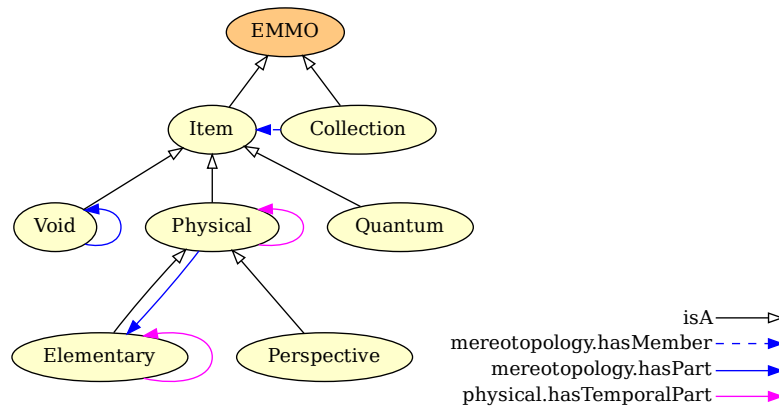 EMMO
Item
Collection
Void
Physical
Quantum
Elementary
Perspective
isA
mereotopology.hasMember
mereotopology.hasPart
physical.hasTemporalPart